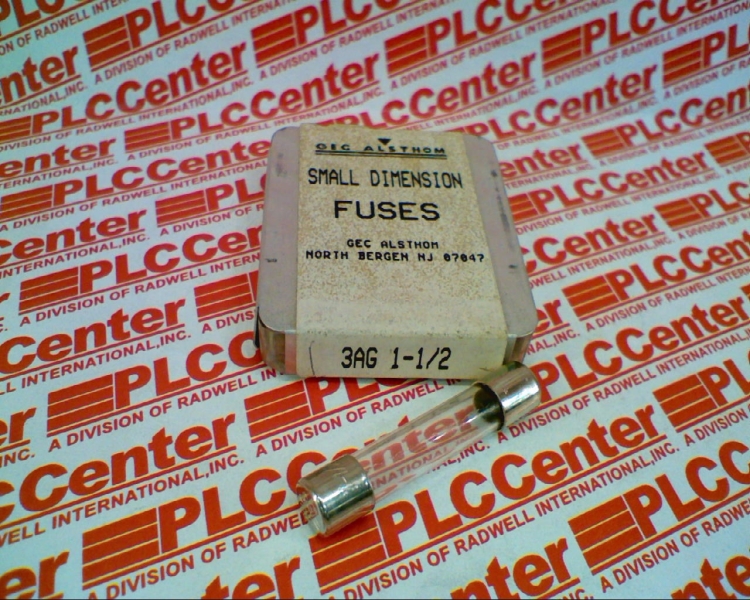 GEC ALSTHOM
SMALL DIMENSION
FUSES
GEC ALSTHOM
NORTH BERGEN NJ 07047
3AG 1-1/2
PLCCenter
A DIVISION OF RADWELL INTERNATIONAL,INC.